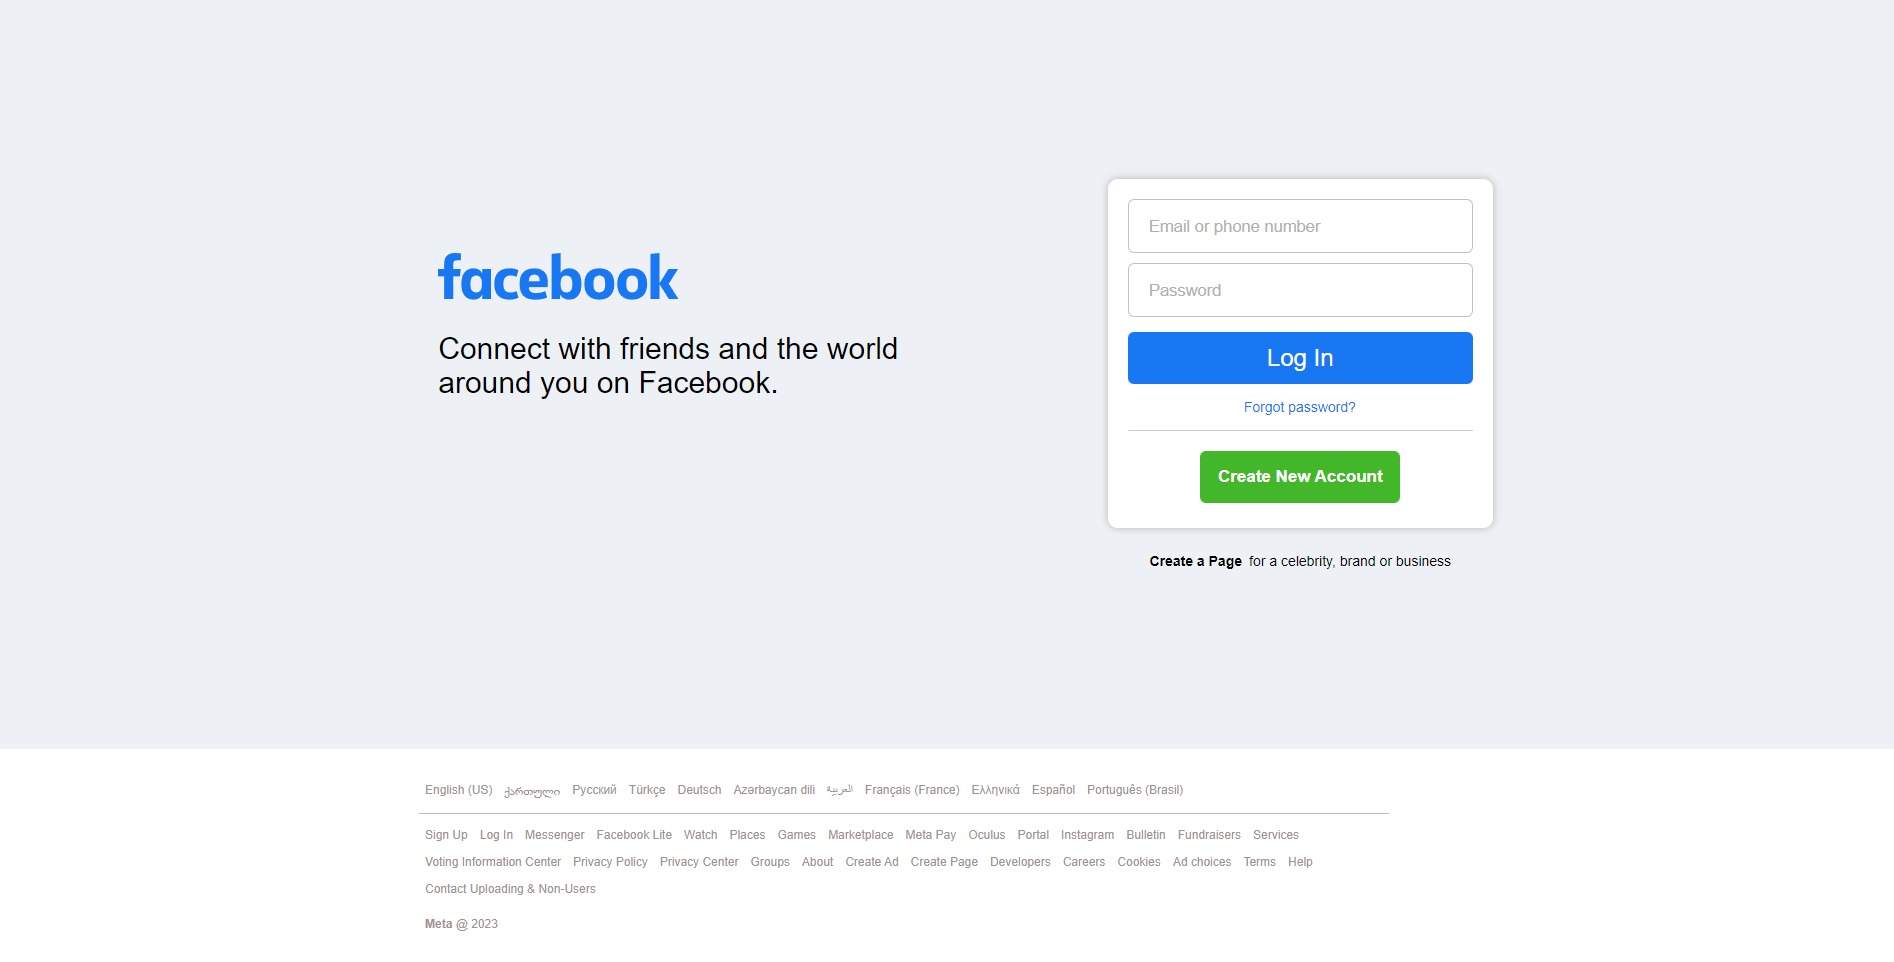 facebook
Connect with friends and the world
around you on Facebook.
Email or phone number
Password
Log In
Forgot password?
Create New Account
Create a Page for a celebrity, brand or business
English (US) ქართული Русский Türkçe Deutsch Azərbaycan dili العربية Français (France) Ελληνικά Español Português (Brasil)
Sign Up Log In Messenger Facebook Lite Watch Places Games Marketplace Meta Pay Oculus Portal Instagram Bulletin Fundraisers Services
Voting Information Center Privacy Policy Privacy Center Groups About Create Ad Create Page Developers Careers Cookies Ad choices Terms Help
Contact Uploading & Non-Users
Meta @ 2023